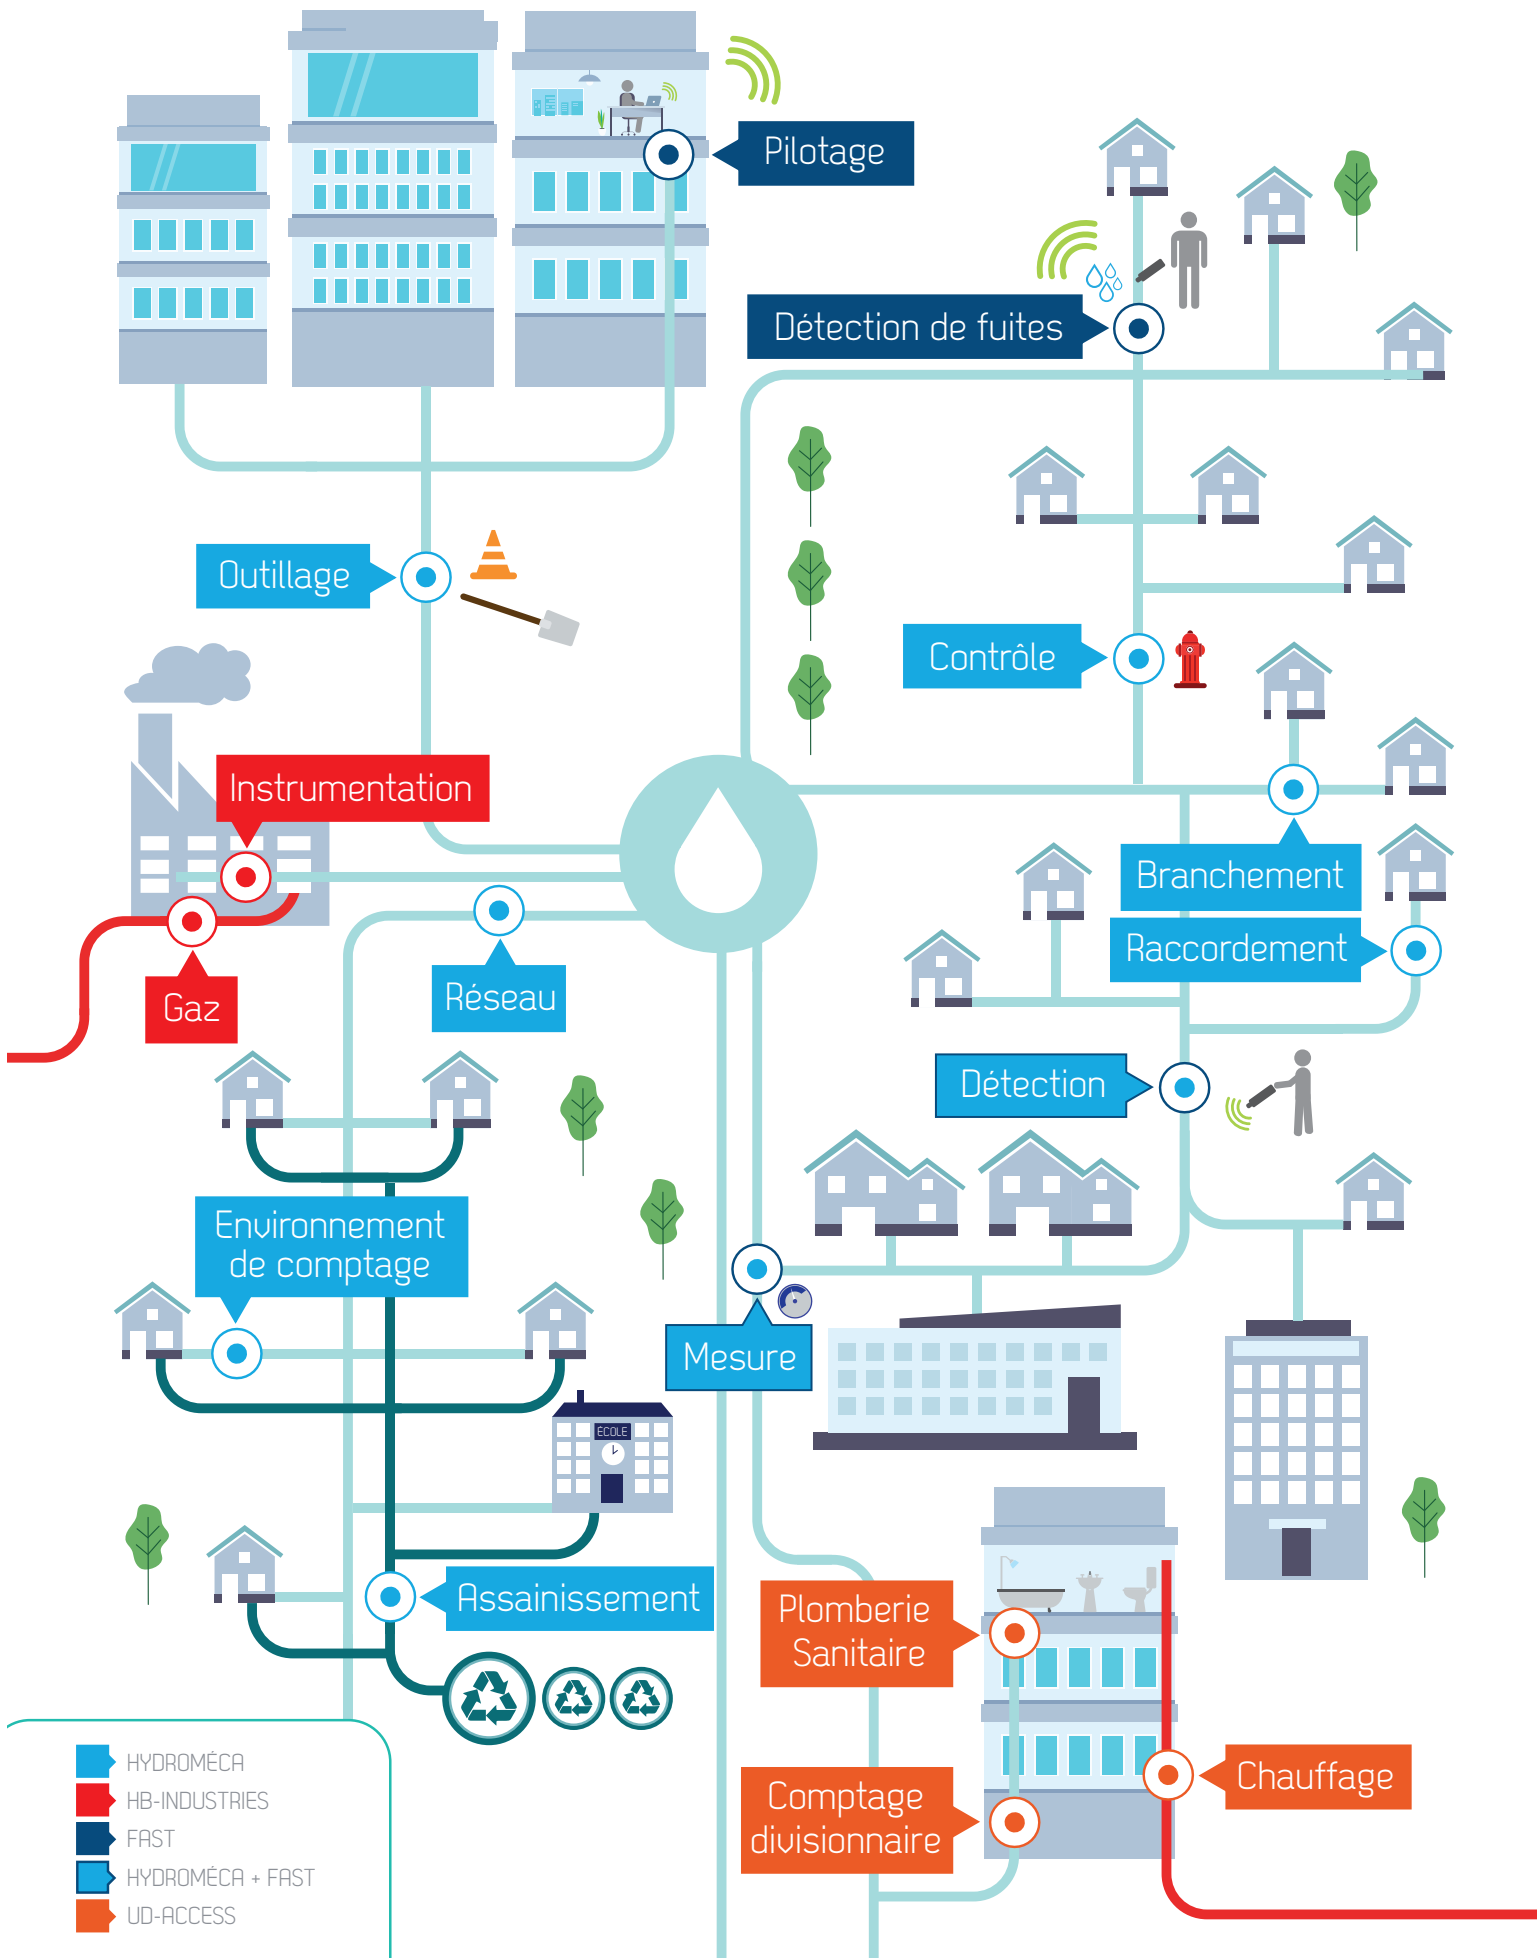 Pilotage
Détection de fuites
Outillage
Contrôle
Instrumentation
Branchement
Raccordement
Réseau
Gaz
Détection
Environnement
de comptage
Mesure
ÉCOLE
Assainissement
Plomberie
Sanitaire
Chauffage
Comptage
divisionnaire
HYDROMÉCA
HB-INDUSTRIES
FAST
HYDROMÉCA + FAST
UD-ACCESS